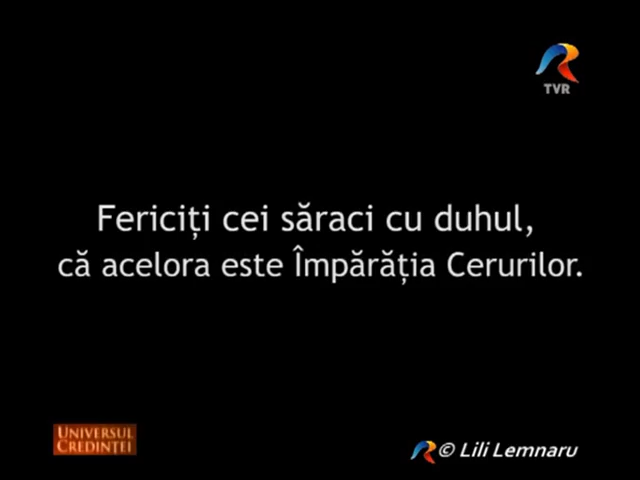 TVR
Fericiți cei săraci cu duhul,
că acelora este Împărăția Cerurilor.
UNIVERSUL
CREDINȚEI
© Lili Lemnaru